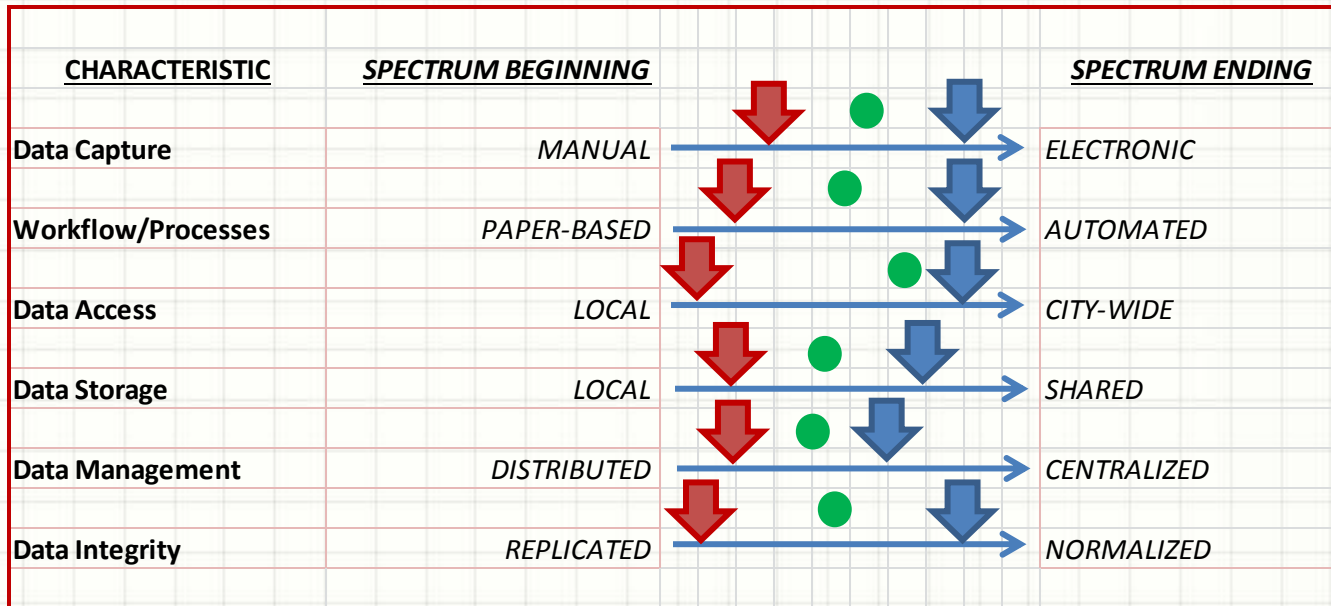 CHARACTERISTIC SPECTRUM BEGINNING SPECTRUM ENDING
Data Capture MANUAL ELECTRONIC
Workflow/Processes PAPER-BASED AUTOMATED
Data Access LOCAL CITY-WIDE
Data Storage LOCAL SHARED
Data Management DISTRIBUTED CENTRALIZED
Data Integrity REPLICATED NORMALIZED